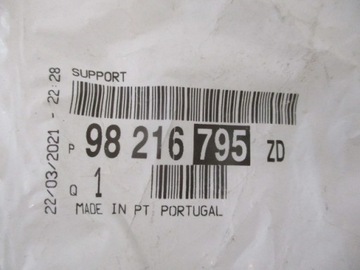 SUPPORT
P 98 216 795 ZD
Q 1
MADE IN PT PORTUGAL
22/03/2021 - 22:28